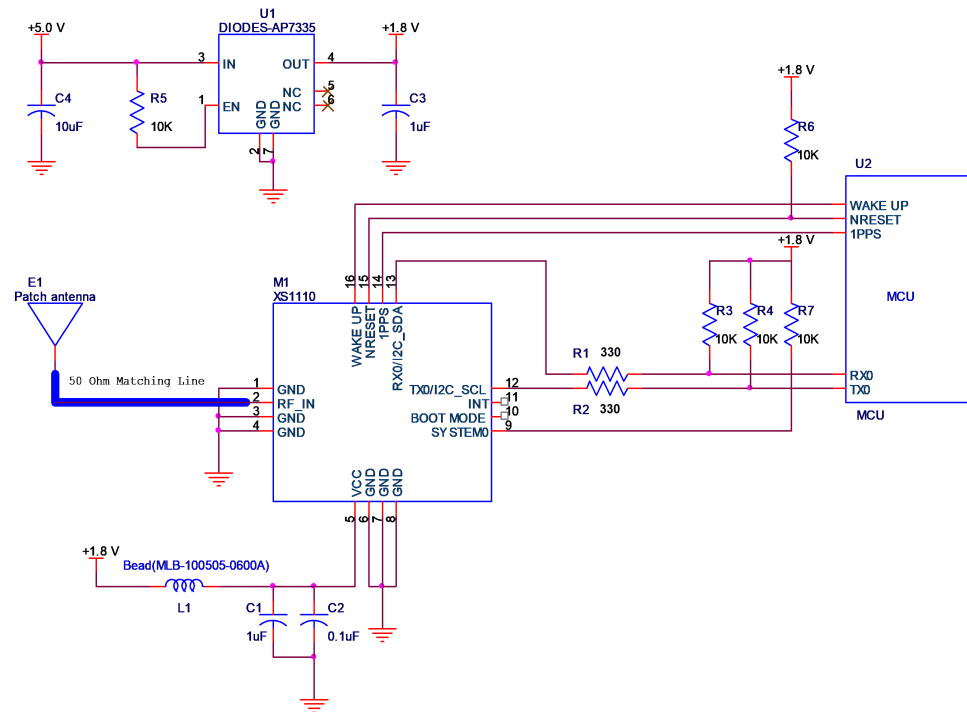 U1
DIODES-AP7335
+5.0 V
+1.8 V
3
IN
OUT
4
C4
10uF
R5
10K
1
EN
NC
5
NC
6
GND
GND
2
7
C3
1uF
+1.8 V
R6
10K
U2
WAKE UP
NRESET
1PPS
+1.8 V
MCU
E1
Patch antenna
M1
XS1110
16
15
14
13
WAKE UP
NRESET
1PPS
RX0/I2C_SDA
R3
10K
R4
10K
R7
10K
50 Ohm Matching Line
R1
330
RX0
TX0
MCU
1
GND
2
RF_IN
3
GND
4
GND
TX0/I2C_SCL
12
INT
11
BOOT MODE
10
SYSTEM0
9
R2
330
VCC
GND
GND
GND
5
6
7
8
+1.8 V
Bead(MLB-100505-0600A)
L1
C1
1uF
C2
0.1uF